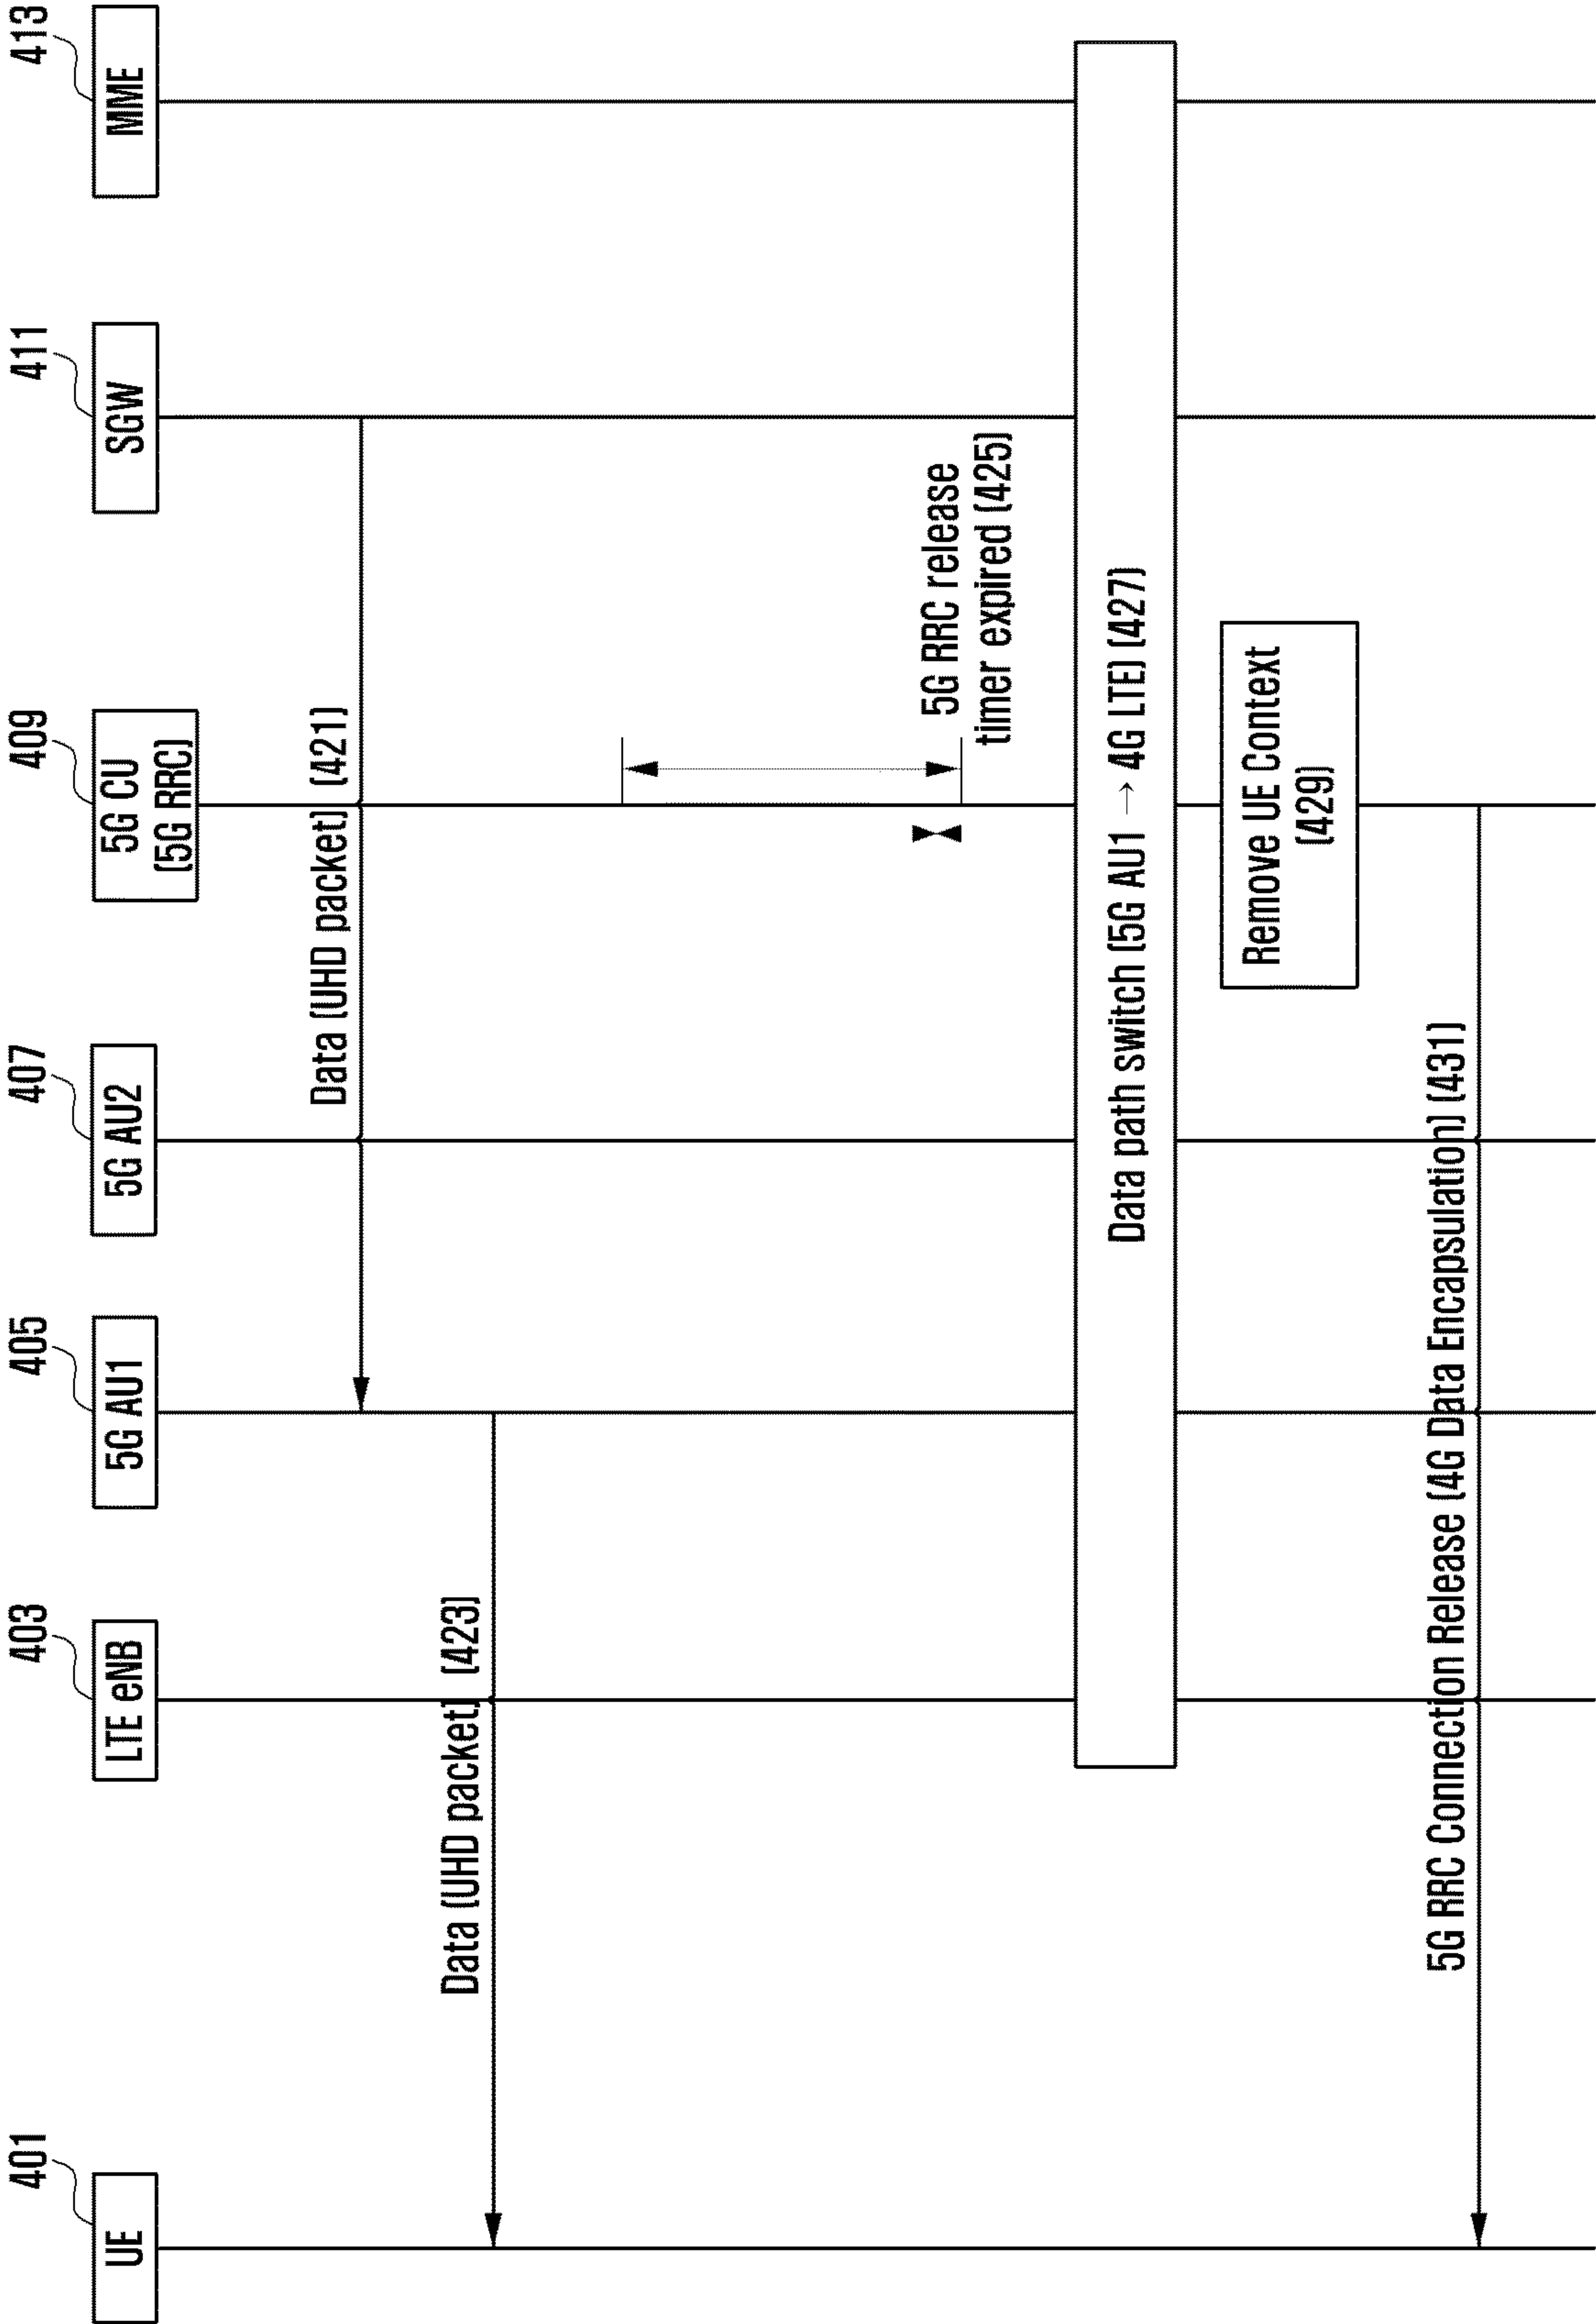 401
403
405
407
409
411
413
UE
LTE eNB
5G AU1
5G AU2
5G CU
(5G RRC)
SGW
MME
Data (UHD packet) (421)
Data (UHD packet) (423)
5G RRC release
timer expired (425)
Data path switch (5G AU1 → 4G LTE) (427)
Remove UE Context
(429)
5G RRC Connection Release (4G Data Encapsulation) (431)